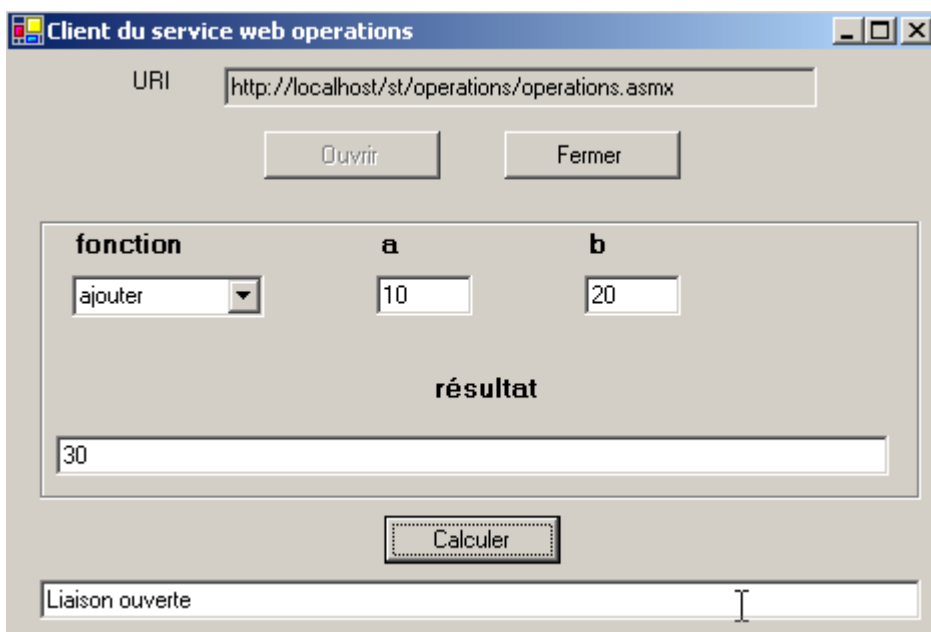 Client du service web operations
URI http://localhost/st/operations/operations.asmx
Ouvrir Fermer
fonction a b
ajouter 10 20
résultat
30
Calculer
Liaison ouverte